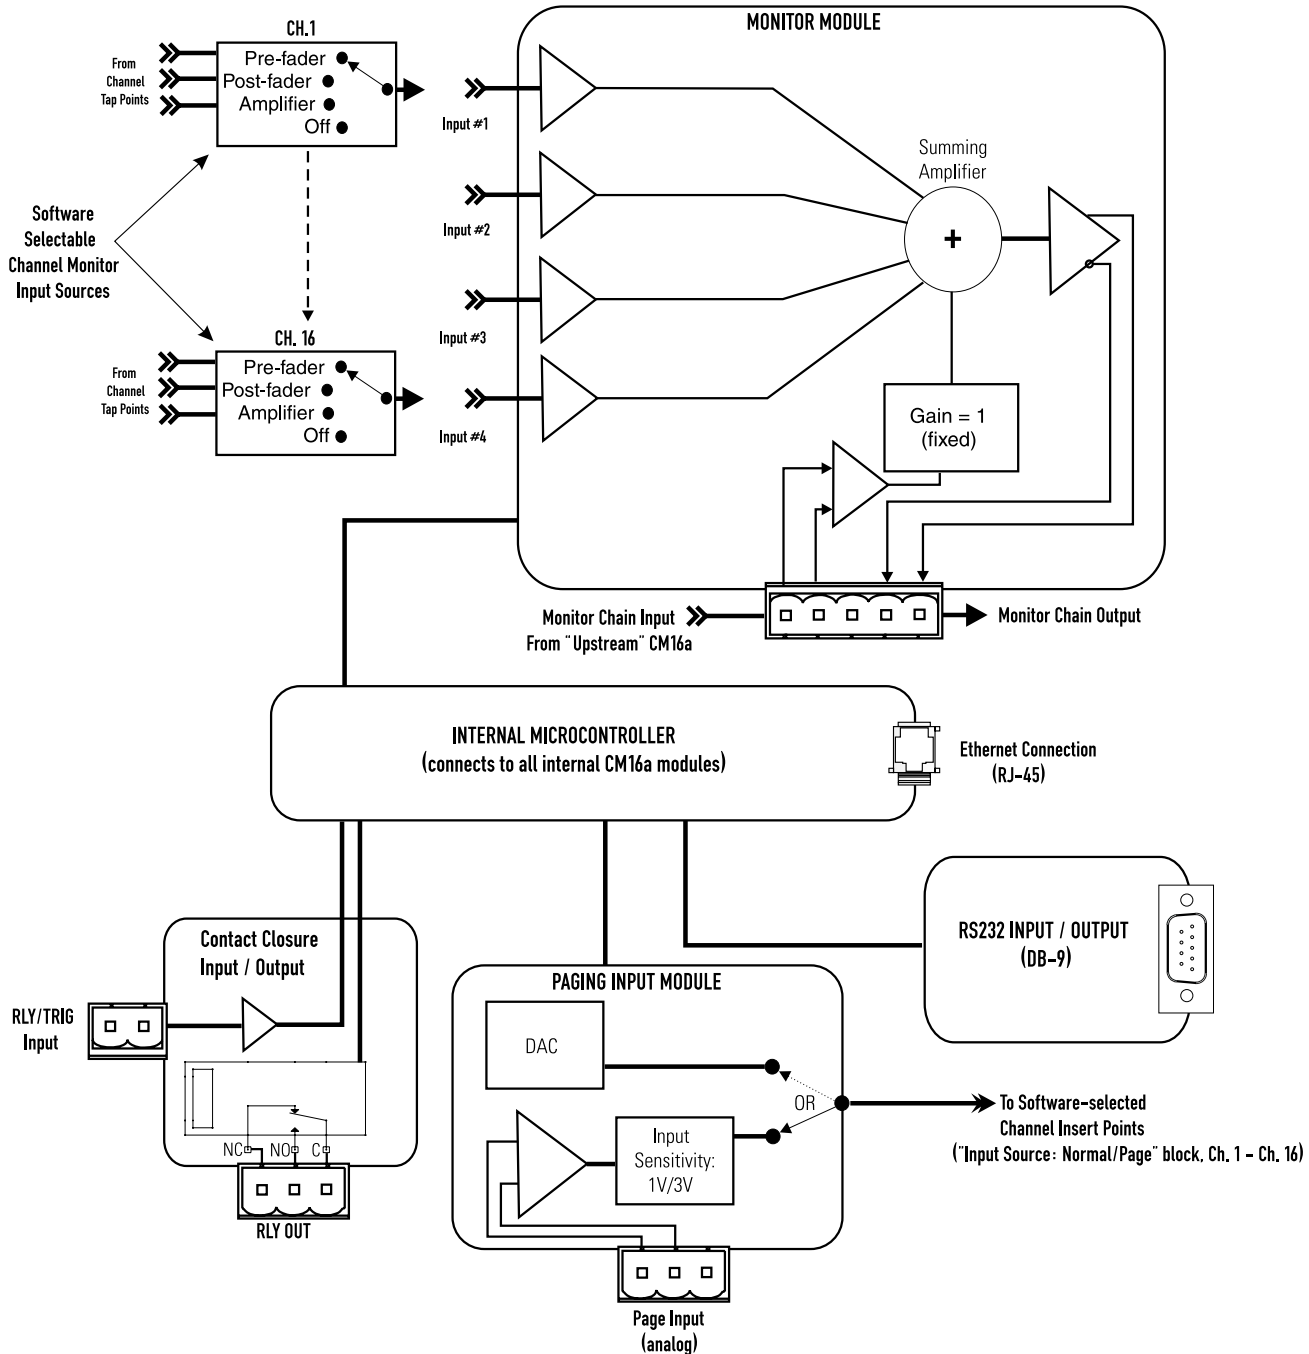 MONITOR MODULE
CH.1
From
Channel
Tap Points
Pre-fader
Post-fader
Amplifier
Off
Input #1
Summing
Amplifier
+
Input #2
Software
Selectable
Channel Monitor
Input Sources
Input #3
CH. 16
From
Channel
Tap Points
Pre-fader
Post-fader
Amplifier
Off
Input #4
Gain = 1
(fixed)
Monitor Chain Input
From "Upstream" CM16a
Monitor Chain Output
INTERNAL MICROCONTROLLER
(connects to all internal CM16a modules)
Ethernet Connection
(RJ-45)
Contact Closure
Input / Output
RS232 INPUT / OUTPUT
(DB-9)
PAGING INPUT MODULE
RLY/TRIG
Input
DAC
OR
To Software-selected
Channel Insert Points
("Input Source: Normal/Page" block, Ch. 1 - Ch. 16)
Input
Sensitivity:
1V/3V
NC
NO
C
RLY OUT
Page Input
(analog)